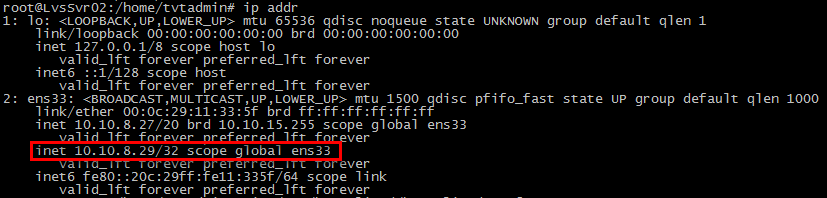 root@LvsSvr02:/home/tvtadmin# ip addr
1: lo: <LOOPBACK,UP,LOWER_UP> mtu 65536 qdisc noqueue state UNKNOWN group default qlen 1
    link/loopback 00:00:00:00:00:00 brd 00:00:00:00:00:00
    inet 127.0.0.1/8 scope host lo
       valid_lft forever preferred_lft forever
    inet6 ::1/128 scope host
       valid_lft forever preferred_lft forever
2: ens33: <BROADCAST,MULTICAST,UP,LOWER_UP> mtu 1500 qdisc pfifo_fast state UP group default qlen 1000
    link/ether 00:0c:29:11:33:5f brd ff:ff:ff:ff:ff:ff
    inet 10.10.8.27/20 brd 10.10.15.255 scope global ens33
       valid_lft forever preferred_lft forever
    inet 10.10.8.29/32 scope global ens33
       valid_lft forever preferred_lft forever
    inet6 fe80::20c:29ff:fe11:335f/64 scope link
       valid_lft forever preferred_lft forever